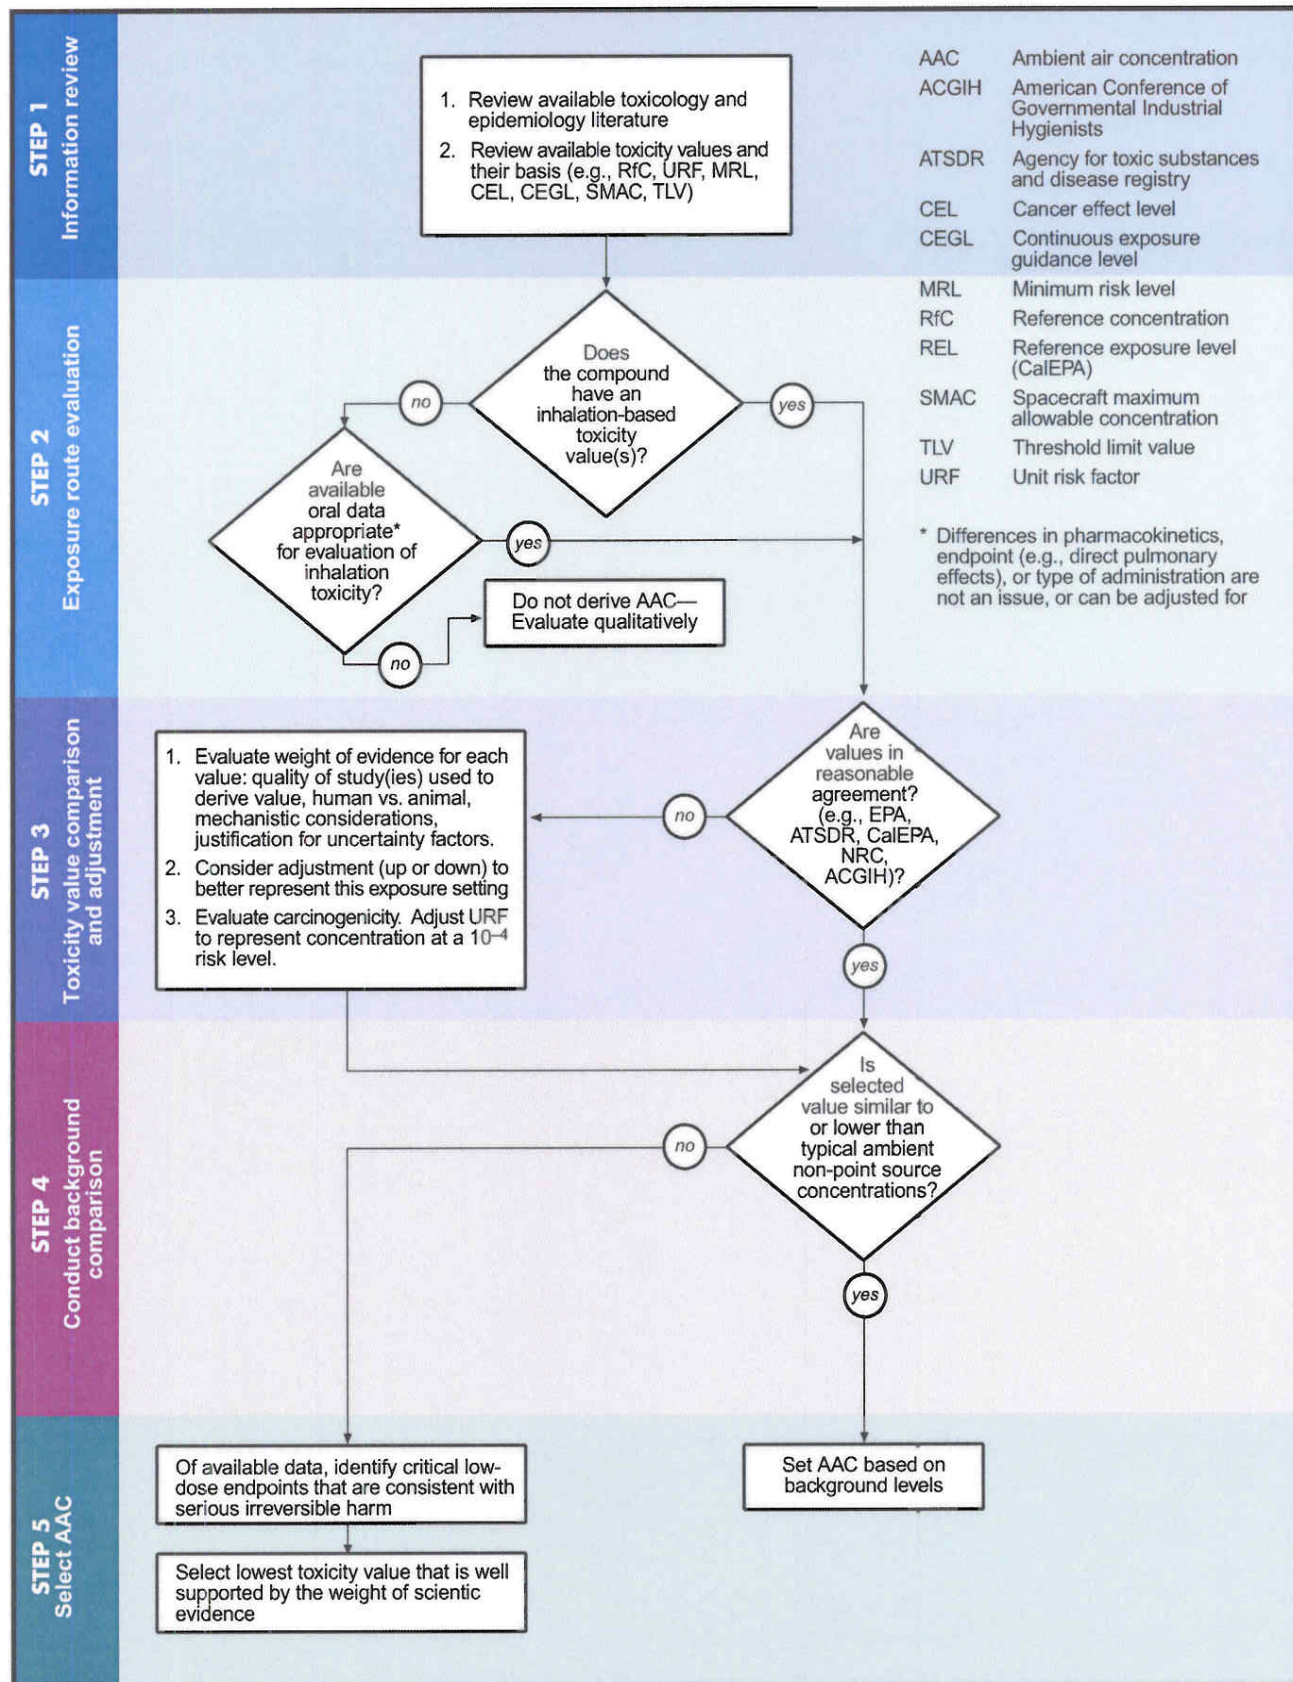 STEP 1
Information review
1. Review available toxicology and
epidemiology literature
2. Review available toxicity values and
their basis (e.g., RfC, URF, MRL,
CEL, CEGL, SMAC, TLV)
AAC Ambient air concentration
ACGIH American Conference of
Governmental Industrial
Hygienists
ATSDR Agency for toxic substances
and disease registry
CEL Cancer effect level
CEGL Continuous exposure
guidance level
MRL Minimum risk level
RfC Reference concentration
REL Reference exposure level
(CalEPA)
SMAC Spacecraft maximum
allowable concentration
TLV Threshold limit value
URF Unit risk factor
* Differences in pharmacokinetics,
endpoint (e.g., direct pulmonary
effects), or type of administration are
not an issue, or can be adjusted for
STEP 2
Exposure route evaluation
Does
the compound
have an
inhalation-based
toxicity
value(s)?
no
yes
Are
available
oral data
appropriate*
for evaluation of
inhalation
toxicity?
yes
no
Do not derive AAC—
Evaluate qualitatively
STEP 3
Toxicity value comparison
and adjustment
Are
values in
reasonable
agreement?
(e.g., EPA,
ATSDR, CalEPA,
NRC,
ACGIH)?
no
yes
1. Evaluate weight of evidence for each
value: quality of study(ies) used to
derive value, human vs. animal,
mechanistic considerations,
justification for uncertainty factors.
2. Consider adjustment (up or down) to
better represent this exposure setting
3. Evaluate carcinogenicity. Adjust URF
to represent concentration at a 10–4
risk level.
STEP 4
Conduct background
comparison
Is
selected
value similar to
or lower than
typical ambient
non-point source
concentrations?
no
yes
STEP 5
Select AAC
Of available data, identify critical low-
dose endpoints that are consistent with
serious irreversible harm
Select lowest toxicity value that is well
supported by the weight of scientic
evidence
Set AAC based on
background levels